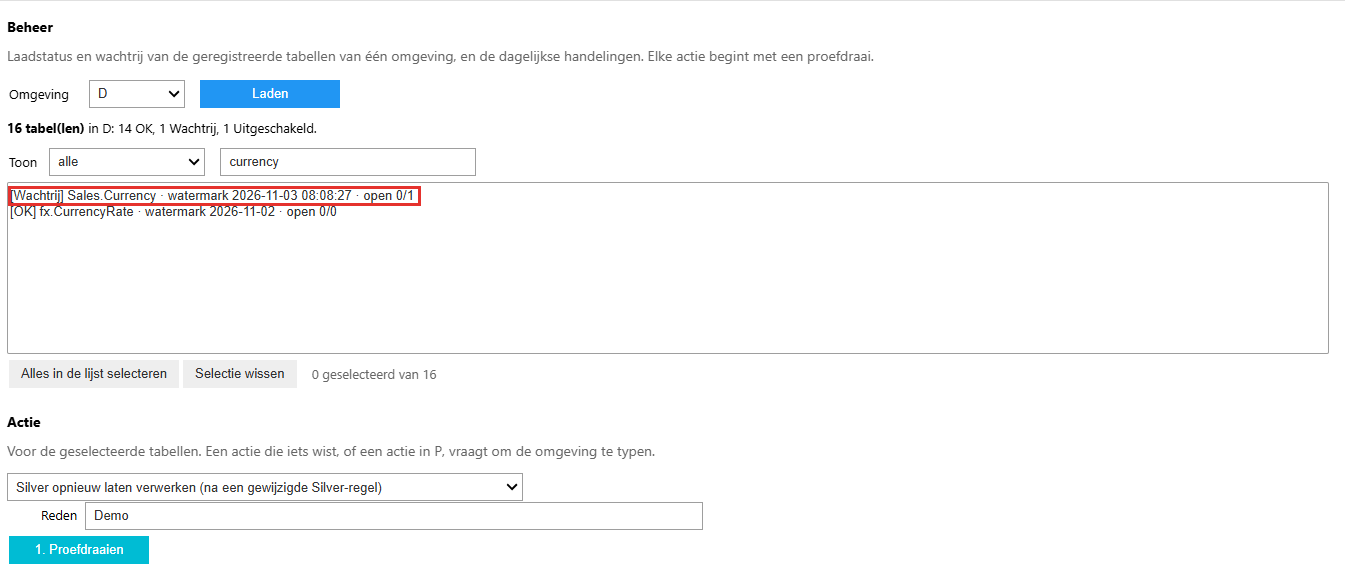 Beheer
Laadstatus en wachtrij van de geregistreerde tabellen van één omgeving, en de dagelijkse handelingen. Elke actie begint met een proefdraai.
Omgeving D Laden
16 tabel(len) in D: 14 OK, 1 Wachtrij, 1 Uitgeschakeld.
Toon alle currency
[Wachtrij] Sales.Currency · watermark 2026-11-03 08:08:27 · open 0/1
[OK] fx.CurrencyRate · watermark 2026-11-02 · open 0/0
Alles in de lijst selecteren Selectie wissen 0 geselecteerd van 16
Actie
Voor de geselecteerde tabellen. Een actie die iets wist, of een actie in P, vraagt om de omgeving te typen.
Silver opnieuw laten verwerken (na een gewijzigde Silver-regel)
Reden Demo
1. Proefdraaien